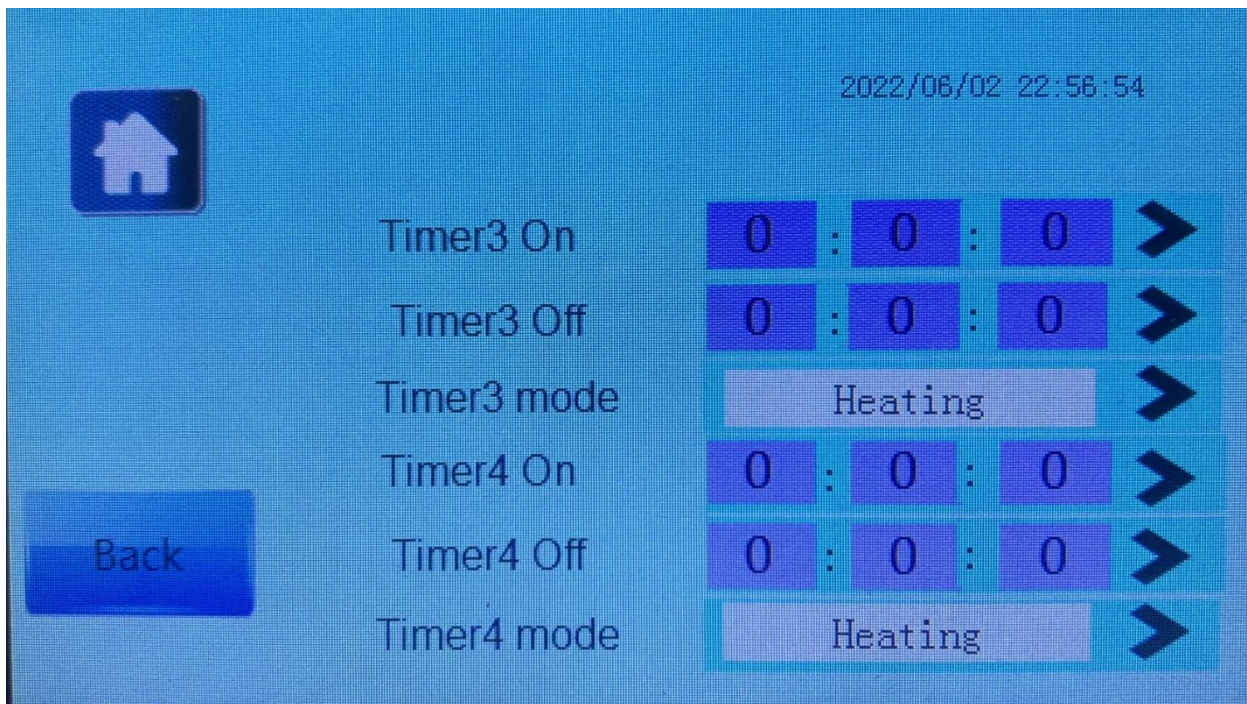 2022/06/02 22:56:54
Timer3 On 0 : 0 : 0
Timer3 Off 0 : 0 : 0
Timer3 mode Heating
Timer4 On 0 : 0 : 0
Timer4 Off 0 : 0 : 0
Back
Timer4 mode Heating